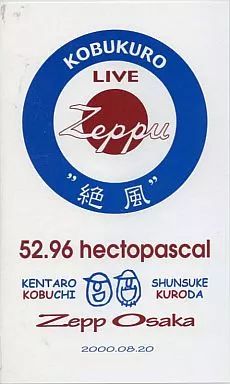 KOBUKURO
LIVE
Zeppu
"絶風"
52.96 hectopascal
KENTARO KOBUCHI
SHUNSUKE KURODA
Zepp Osaka
2000.08.20